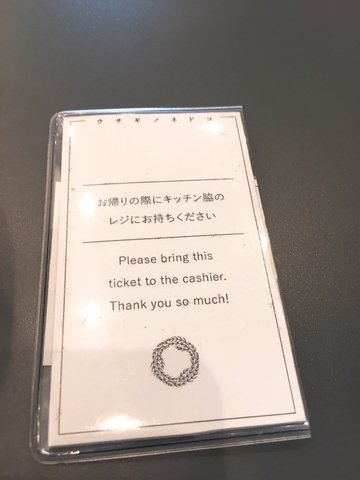 ウサギノネドコ
お帰りの際にキッチン脇の
レジにお持ちください
Please bring this
ticket to the cashier.
Thank you so much!